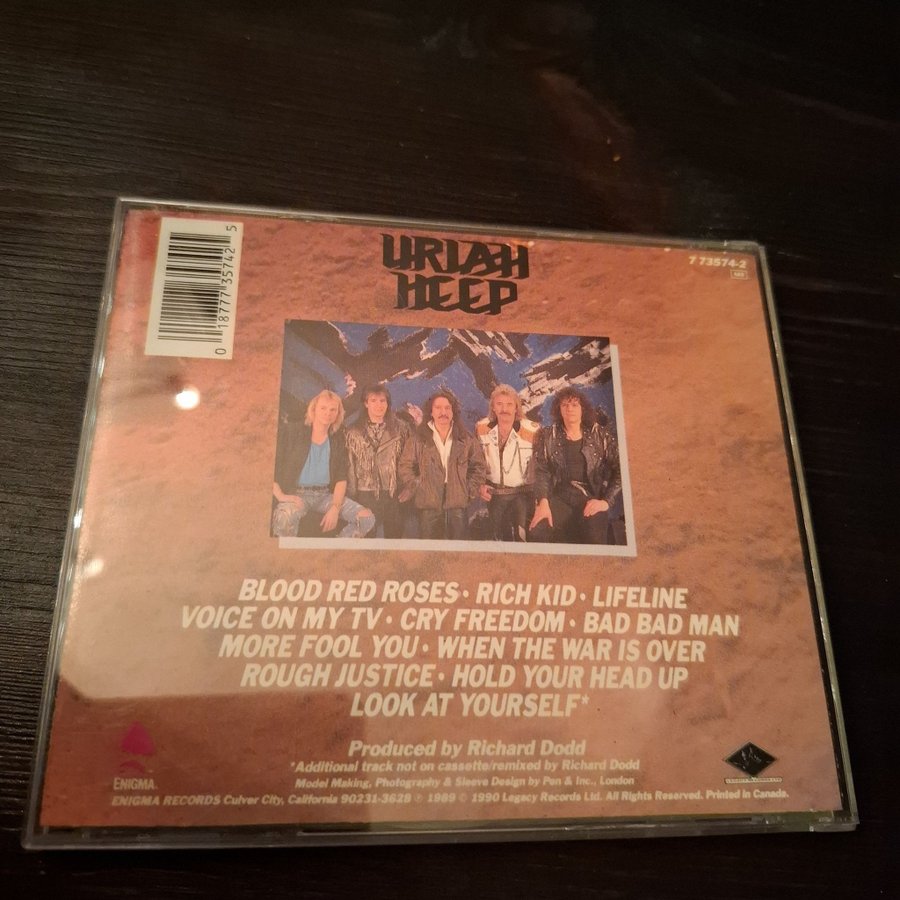 0 18777 35742 5
URIAH
HEEP
7 73574-2
BLOOD RED ROSES · RICH KID · LIFELINE
VOICE ON MY TV · CRY FREEDOM · BAD BAD MAN
MORE FOOL YOU · WHEN THE WAR IS OVER
ROUGH JUSTICE · HOLD YOUR HEAD UP
LOOK AT YOURSELF*
Produced by Richard Dodd
*Additional track not on cassette/remixed by Richard Dodd
Model Making, Photography & Sleeve Design by Pen & Inc., London
ENIGMA.
ENIGMA RECORDS Culver City, California 90231-3628 ℗ 1989 © 1990 Legacy Records Ltd. All Rights Reserved. Printed in Canada.